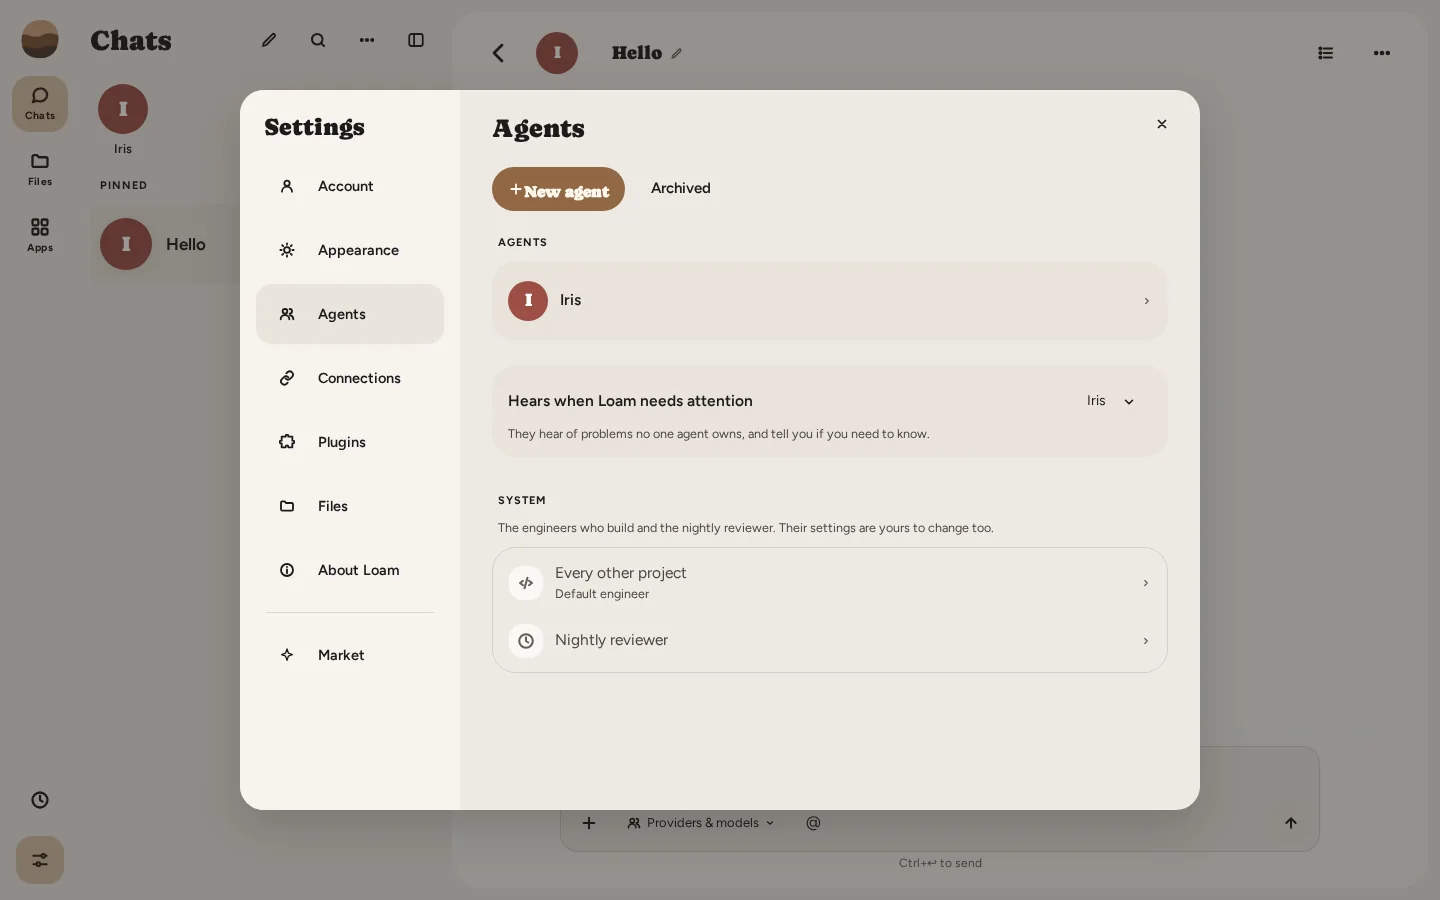 Chats
I
Hello
Chats
I
Iris
Files
PINNED
Apps
I
Hello
Settings
Account
Appearance
Agents
Connections
Plugins
Files
About Loam
Market
Agents
New agent
Archived
AGENTS
I
Iris
Hears when Loam needs attention
Iris
They hear of problems no one agent owns, and tell you if you need to know.
SYSTEM
The engineers who build and the nightly reviewer. Their settings are yours to change too.
Every other project
Default engineer
Nightly reviewer
Providers & models
@
Ctrl+↩ to send